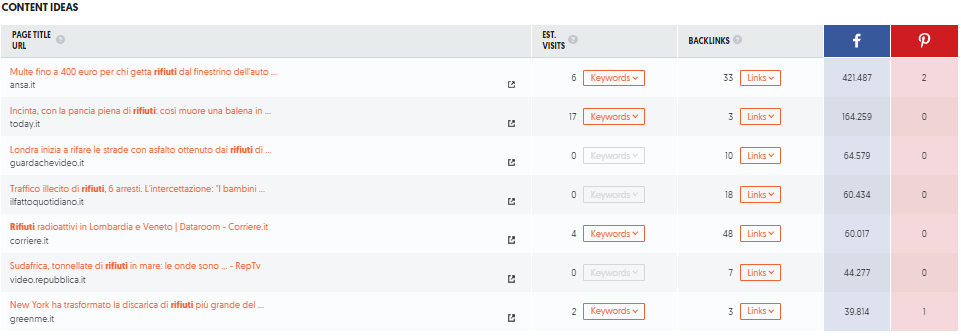 CONTENT IDEAS
PAGE TITLE
URL
EST.
VISITS
BACKLINKS
Multe fino a 400 euro per chi getta rifiuti dal finestrino dell'auto ...
ansa.it
6 Keywords 33 Links 421.487 2
Incinta, con la pancia piena di rifiuti: così muore una balena in ...
today.it
17 Keywords 3 Links 164.259 0
Londra inizia a rifare le strade con asfalto ottenuto dai rifiuti di ...
guardachevideo.it
0 Keywords 10 Links 64.579 0
Traffico illecito di rifiuti, 6 arresti. L'intercettazione: "I bambini ...
ilfattoquotidiano.it
0 Keywords 18 Links 60.434 0
Rifiuti radioattivi in Lombardia e Veneto | Dataroom - Corriere.it
corriere.it
4 Keywords 48 Links 60.017 0
Sudafrica, tonnellate di rifiuti in mare: le onde sono ... - RepTv
video.repubblica.it
0 Keywords 7 Links 44.277 0
New York ha trasformato la discarica di rifiuti più grande del ...
greenme.it
2 Keywords 3 Links 39.814 1